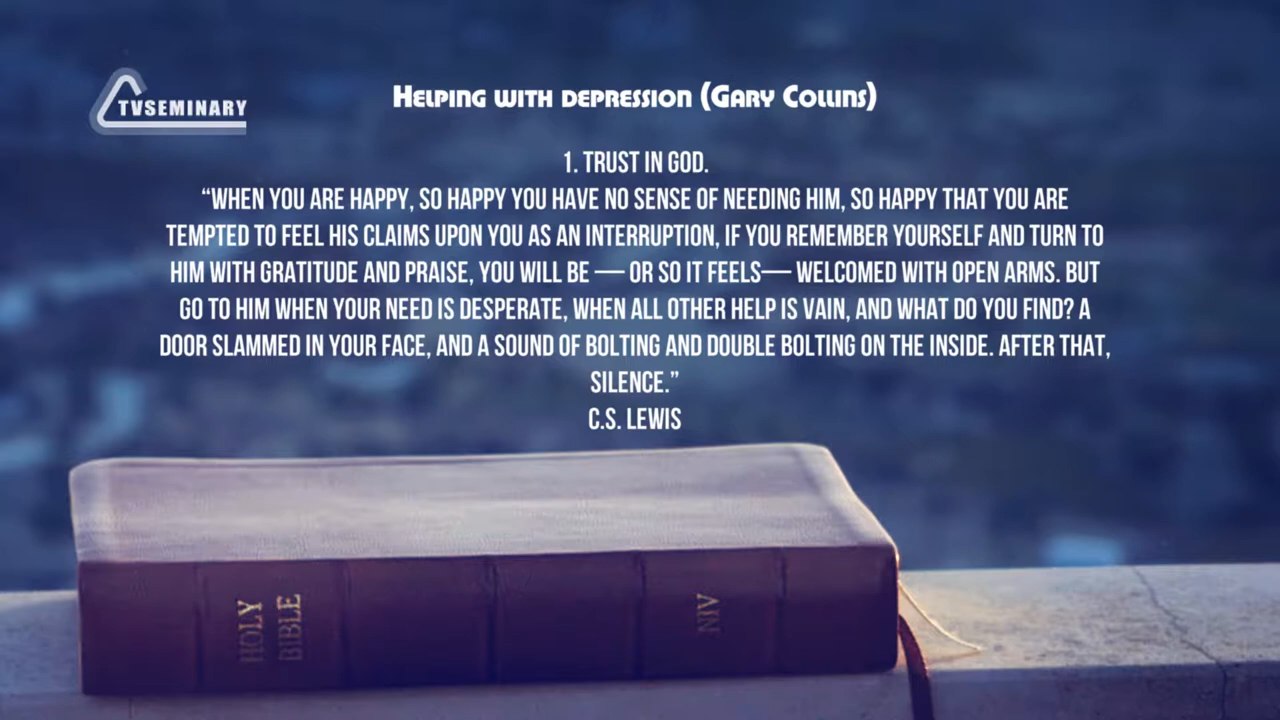 TVSEMINARY
HELPING WITH DEPRESSION (GARY COLLINS)
1. TRUST IN GOD.
“WHEN YOU ARE HAPPY, SO HAPPY YOU HAVE NO SENSE OF NEEDING HIM, SO HAPPY THAT YOU ARE
TEMPTED TO FEEL HIS CLAIMS UPON YOU AS AN INTERRUPTION, IF YOU REMEMBER YOURSELF AND TURN TO
HIM WITH GRATITUDE AND PRAISE, YOU WILL BE — OR SO IT FEELS— WELCOMED WITH OPEN ARMS. BUT
GO TO HIM WHEN YOUR NEED IS DESPERATE, WHEN ALL OTHER HELP IS VAIN, AND WHAT DO YOU FIND? A
DOOR SLAMMED IN YOUR FACE, AND A SOUND OF BOLTING AND DOUBLE BOLTING ON THE INSIDE. AFTER THAT,
SILENCE.”
C.S. LEWIS
HOLY
BIBLE
NIV